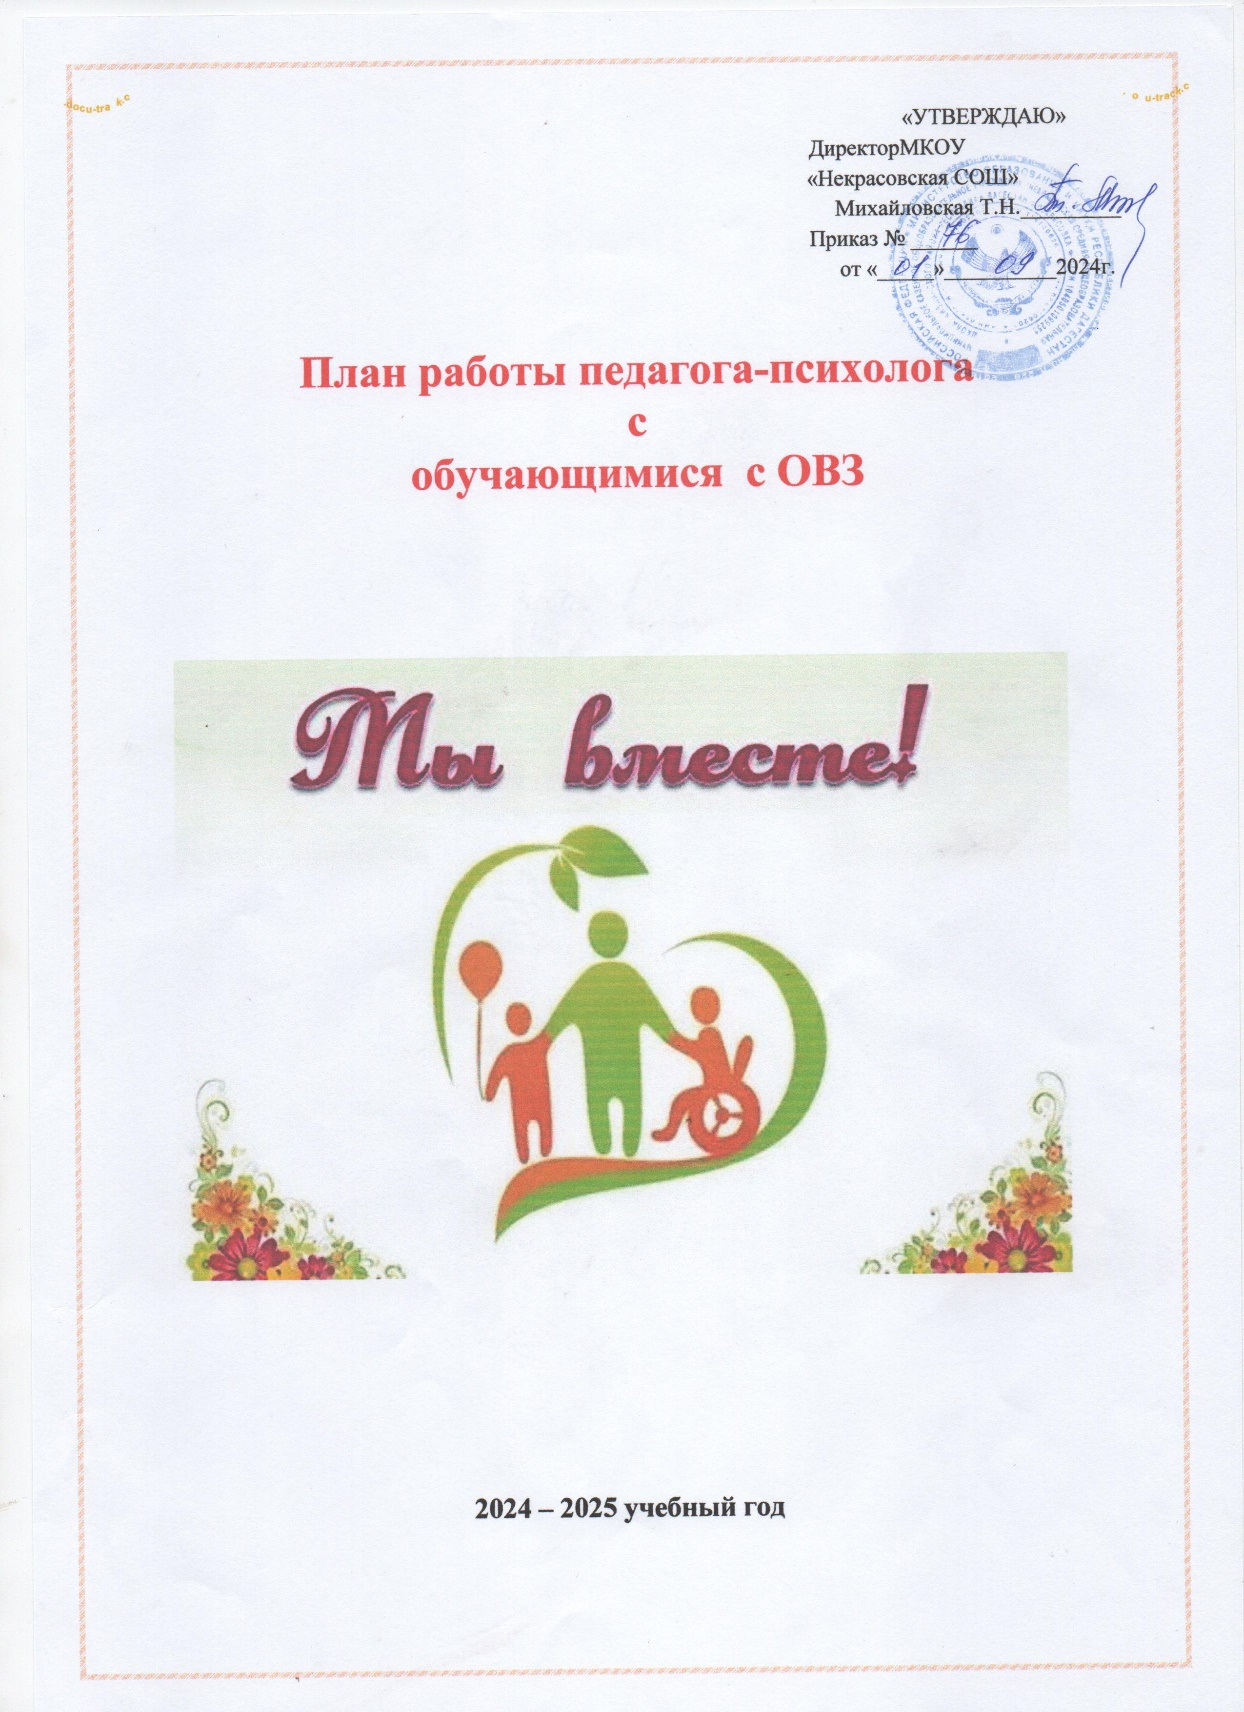 «УТВЕРЖДАЮ»
ДиректорМКОУ
«Некрасовская СОШ»
Михайловская Т.Н.
Приказ № 76
от «01» 09 2024г.
План работы педагога-психолога
с
обучающимися с ОВЗ
Мы вместе!
2024 – 2025 учебный год